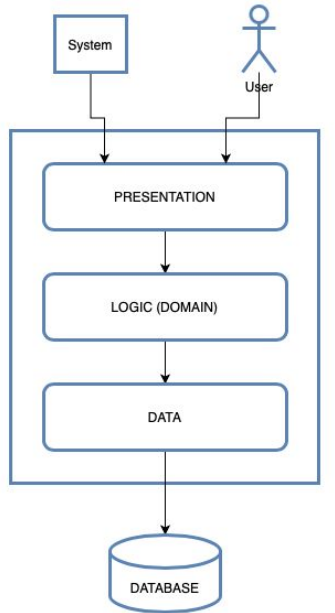 System
User
PRESENTATION
LOGIC (DOMAIN)
DATA
DATABASE